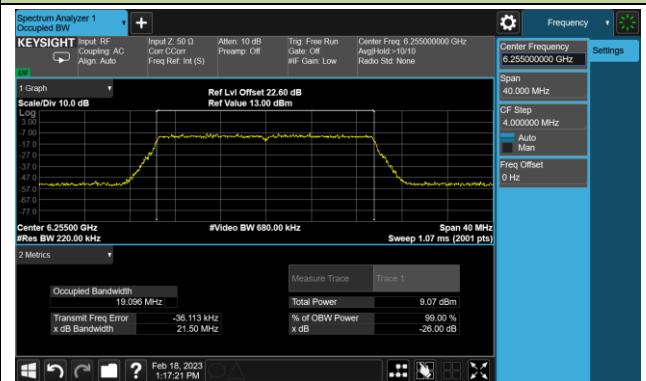 Spectrum Analyzer 1
Occupied BW
Frequency
KEYSIGHT
Input: RF
Coupling: AC
Align: Auto
Input Z: 50 Ω
Corr CCorr
Freq Ref: Int (S)
Atten: 10 dB
Preamp: Off
Trig: Free Run
Gate: Off
#IF Gain: Low
Center Freq: 6.255000000 GHz
Avg|Hold:>10/10
Radio Std: None
Center Frequency
6.255000000 GHz
Settings
Span
40.000 MHz
CF Step
4.000000 MHz
Auto
Man
Freq Offset
0 Hz
1 Graph
Scale/Div 10.0 dB
Ref Lvl Offset 22.60 dB
Ref Value 13.00 dBm
Log
3.00
-7.00
-17.0
-27.0
-37.0
-47.0
-57.0
-67.0
-77.0
Center 6.25500 GHz
#Res BW 220.00 kHz
#Video BW 680.00 kHz
Span 40 MHz
Sweep 1.07 ms (2001 pts)
2 Metrics
Measure Trace
Trace 1
Occupied Bandwidth
19.096 MHz
Total Power
9.07 dBm
Transmit Freq Error
-36.113 kHz
% of OBW Power
99.00 %
x dB Bandwidth
21.50 MHz
x dB
-26.00 dB
Feb 18, 2023
1:17:21 PM